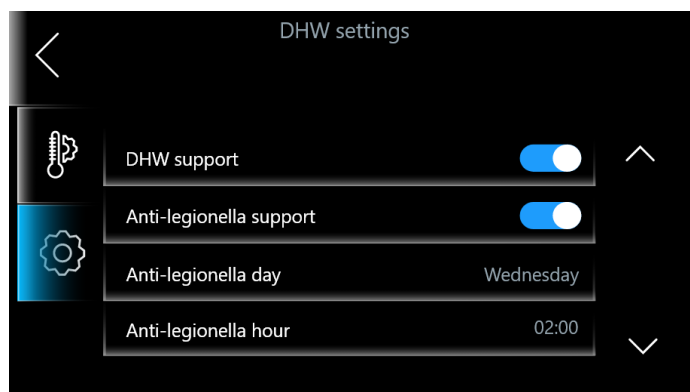 DHW settings
DHW support
Anti-legionella support
Anti-legionella day Wednesday
Anti-legionella hour 02:00